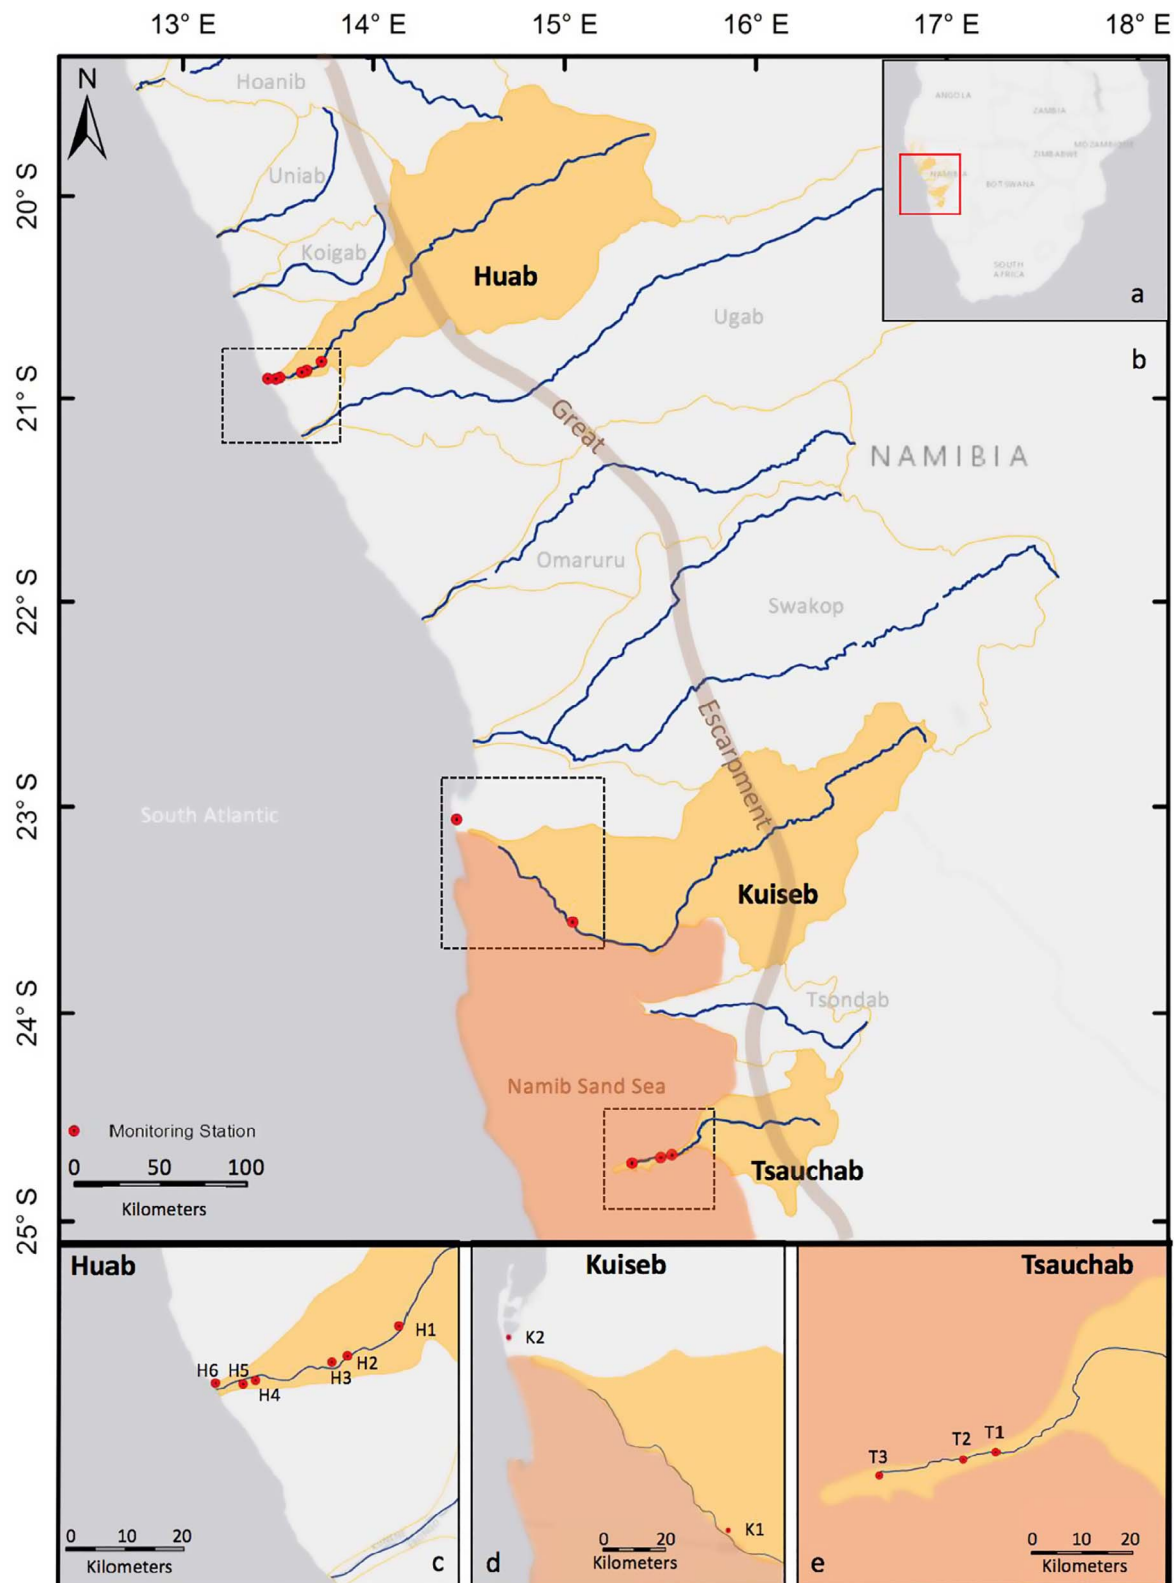 13° E 14° E 15° E 16° E 17° E 18° E
N
20° S
21° S
22° S
23° S
24° S
25° S
Hoanib
Uniab
Koigab
Huab
Ugab
Great
Escarpment
NAMIBIA
Omaruru
Swakop
South Atlantic
Kuiseb
Tsondab
Namib Sand Sea
Tsauchab
Monitoring Station
0 50 100
Kilometers
ANGOLA
ZAMBIA
MOZAMBIQUE
ZIMBABWE
NAMIBIA
BOTSWANA
SOUTH
AFRICA
a
b
Huab
H1
H2
H3
H4
H5
H6
0 10 20
Kilometers
c
Kuiseb
K2
K1
0 20
Kilometers
d
Tsauchab
T1
T2
T3
0 10 20
Kilometers
e